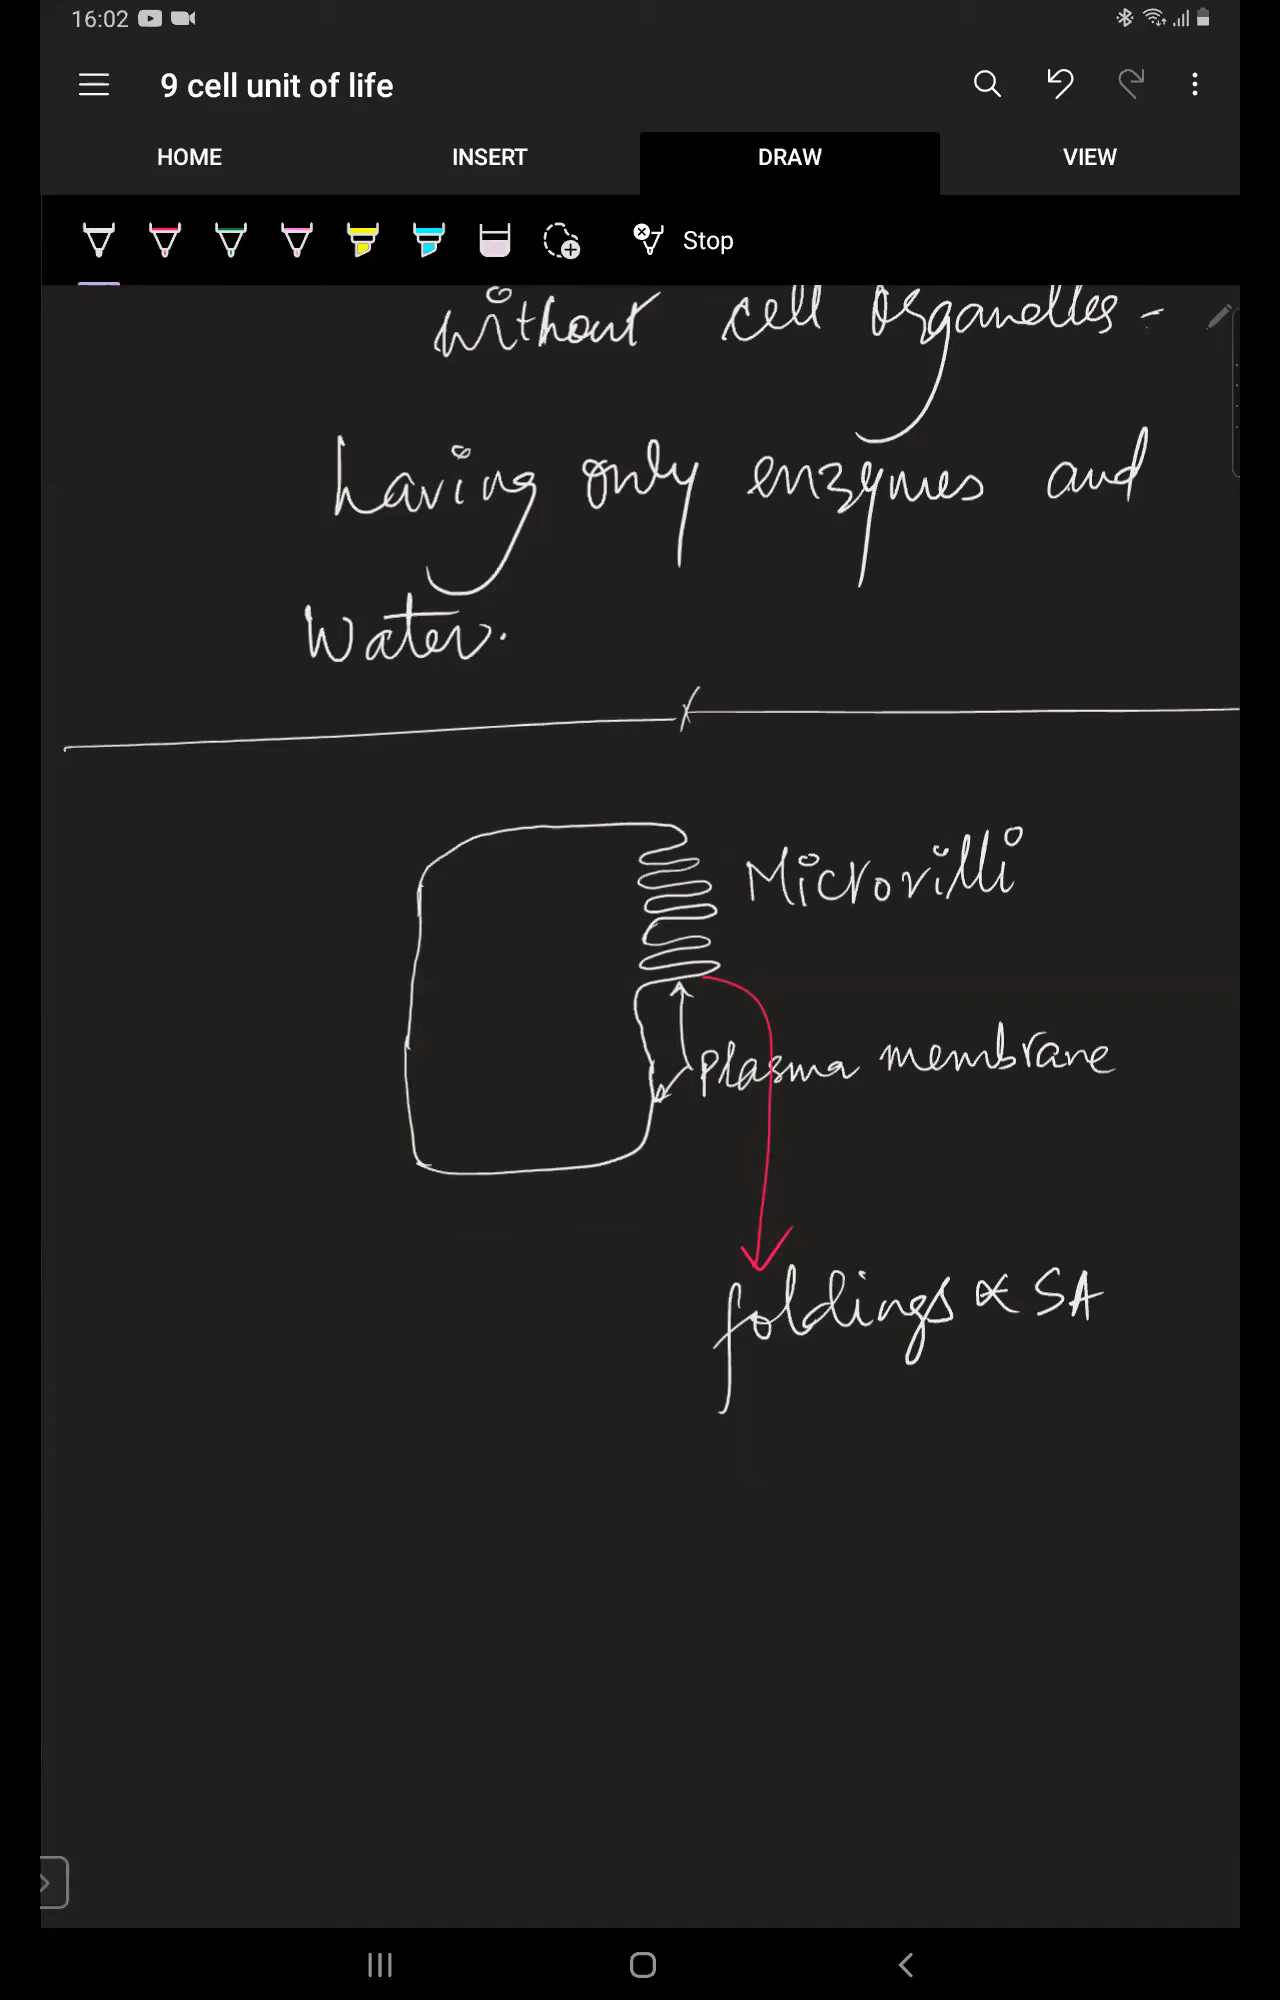 16:02
9 cell unit of life
HOME INSERT DRAW VIEW
Stop
without cell organelles -
having only enzymes and
Water.
Microvilli
Plasma membrane
foldings ∝ SA